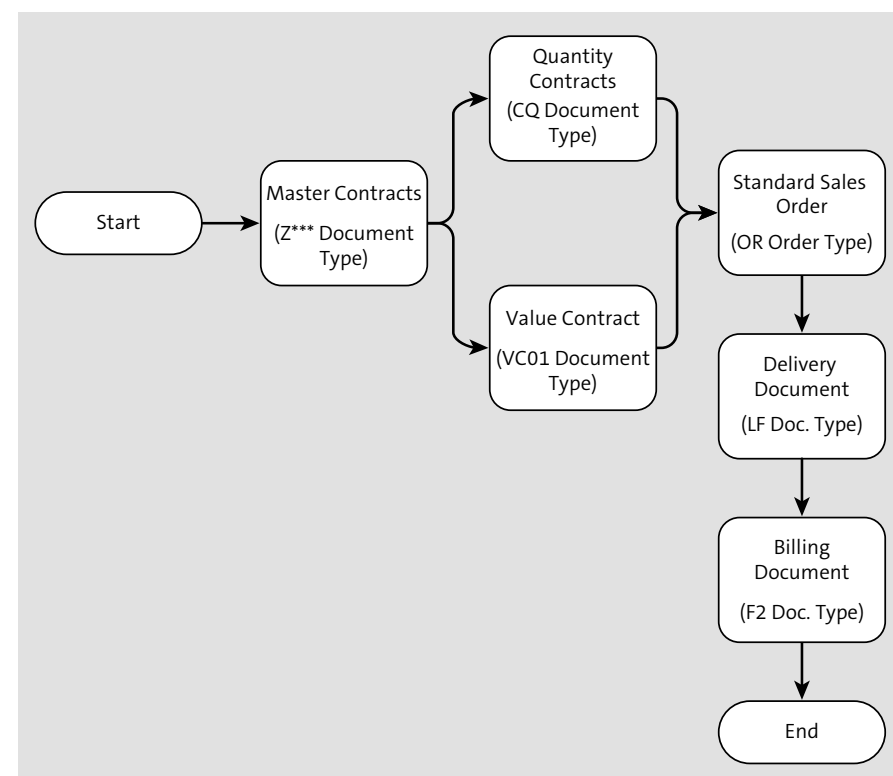 Start
Master Contracts
(Z*** Document
Type)
Quantity
Contracts
(CQ Document
Type)
Value Contract
(VC01 Document
Type)
Standard Sales
Order
(OR Order Type)
Delivery
Document
(LF Doc. Type)
Billing
Document
(F2 Doc. Type)
End